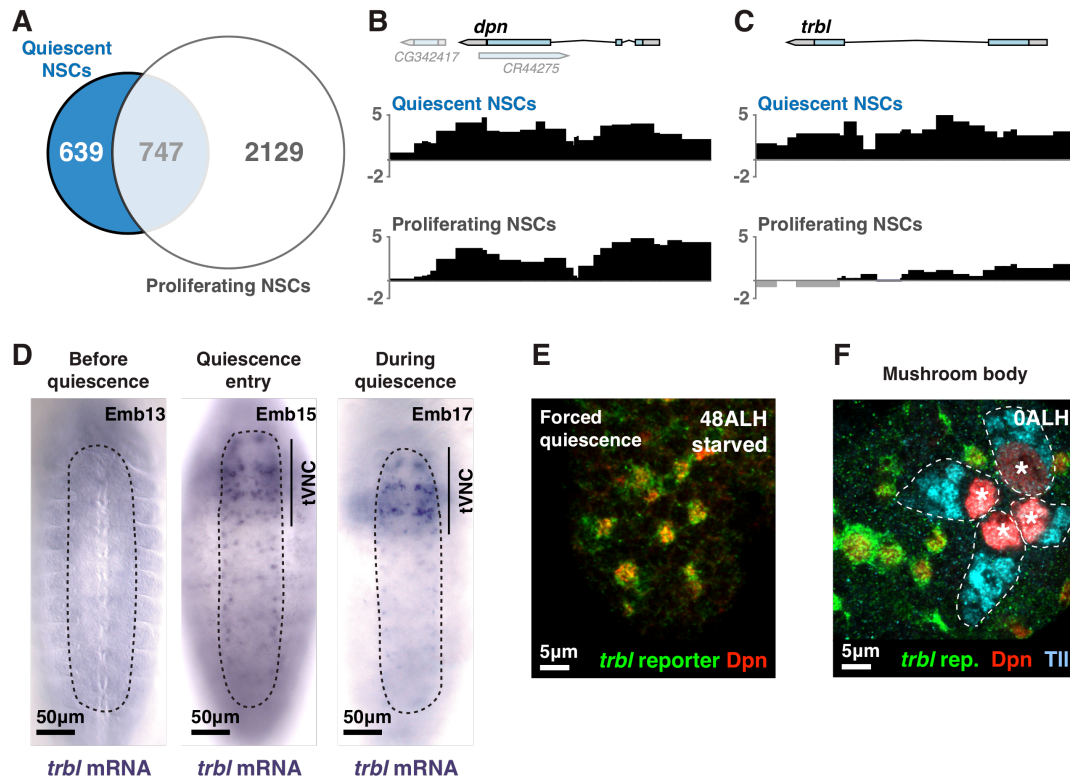 A
Quiescent
NSCs
639
747
2129
Proliferating NSCs
B
dpn
CG342417
CR44275
Quiescent NSCs
5
-2
Proliferating NSCs
5
-2
C
trbl
Quiescent NSCs
5
-2
Proliferating NSCs
5
-2
D
Before
quiescence
Emb13
50µm
trbl mRNA
Quiescence
entry
Emb15
tVNC
50µm
trbl mRNA
During
quiescence
Emb17
tVNC
50µm
trbl mRNA
E
Forced
quiescence
48ALH
starved
5µm
trbl reporter Dpn
F
Mushroom body
0ALH
*
*
*
*
5µm
trbl rep. Dpn Tll